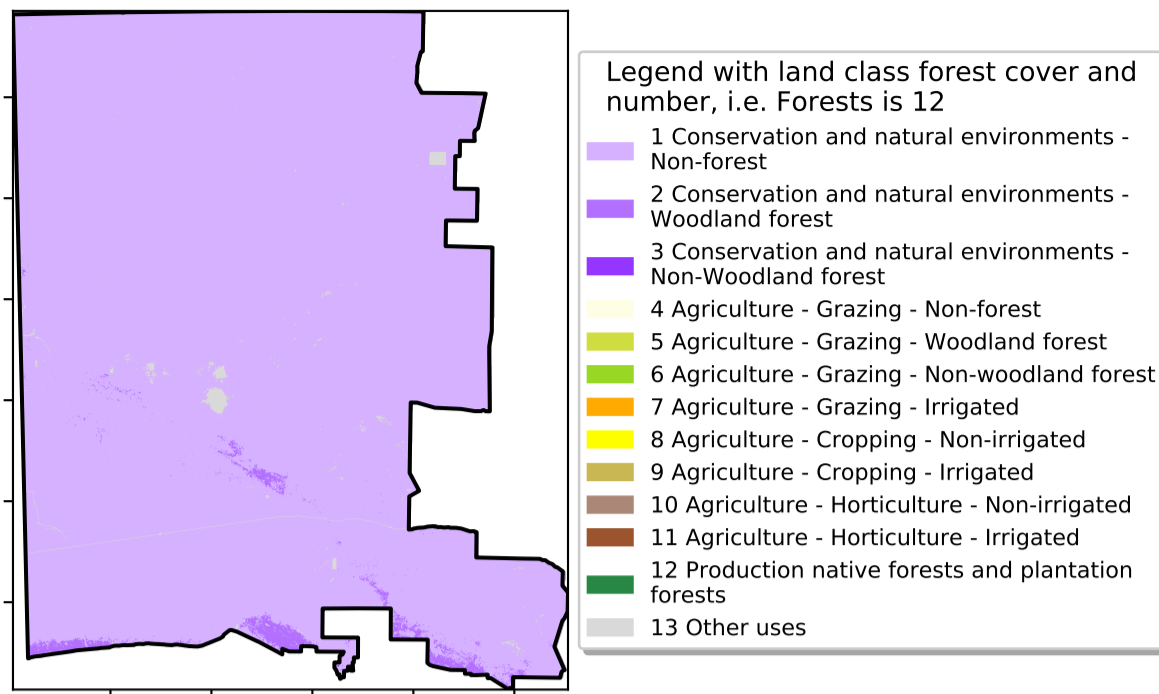 Legend with land class forest cover and
number, i.e. Forests is 12
1 Conservation and natural environments -
Non-forest
2 Conservation and natural environments -
Woodland forest
3 Conservation and natural environments -
Non-Woodland forest
4 Agriculture - Grazing - Non-forest
5 Agriculture - Grazing - Woodland forest
6 Agriculture - Grazing - Non-woodland forest
7 Agriculture - Grazing - Irrigated
8 Agriculture - Cropping - Non-irrigated
9 Agriculture - Cropping - Irrigated
10 Agriculture - Horticulture - Non-irrigated
11 Agriculture - Horticulture - Irrigated
12 Production native forests and plantation
forests
13 Other uses